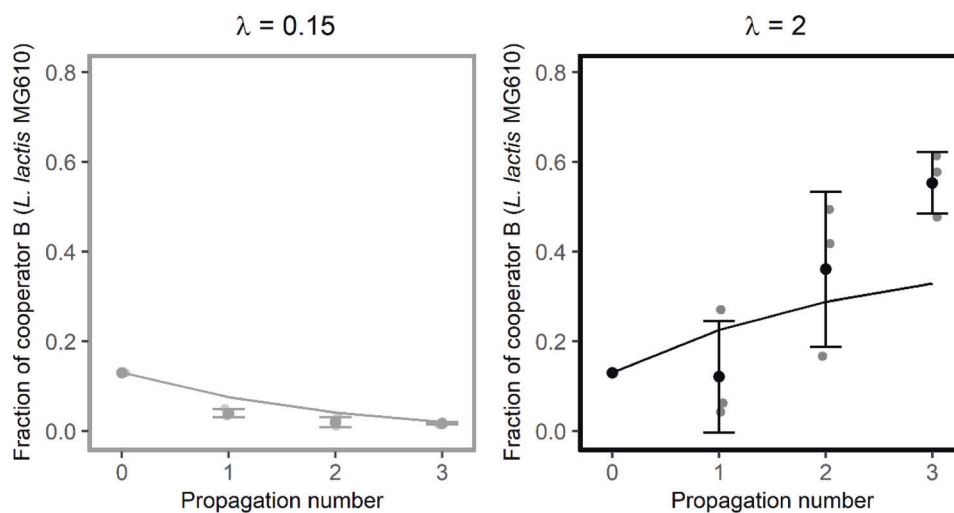 λ = 0.15
Fraction of cooperator B (L. lactis MG610)
0.8
0.6
0.4
0.2
0.0
0 1 2 3
Propagation number
λ = 2
Fraction of cooperator B (L. lactis MG610)
0.8
0.6
0.4
0.2
0.0
0 1 2 3
Propagation number